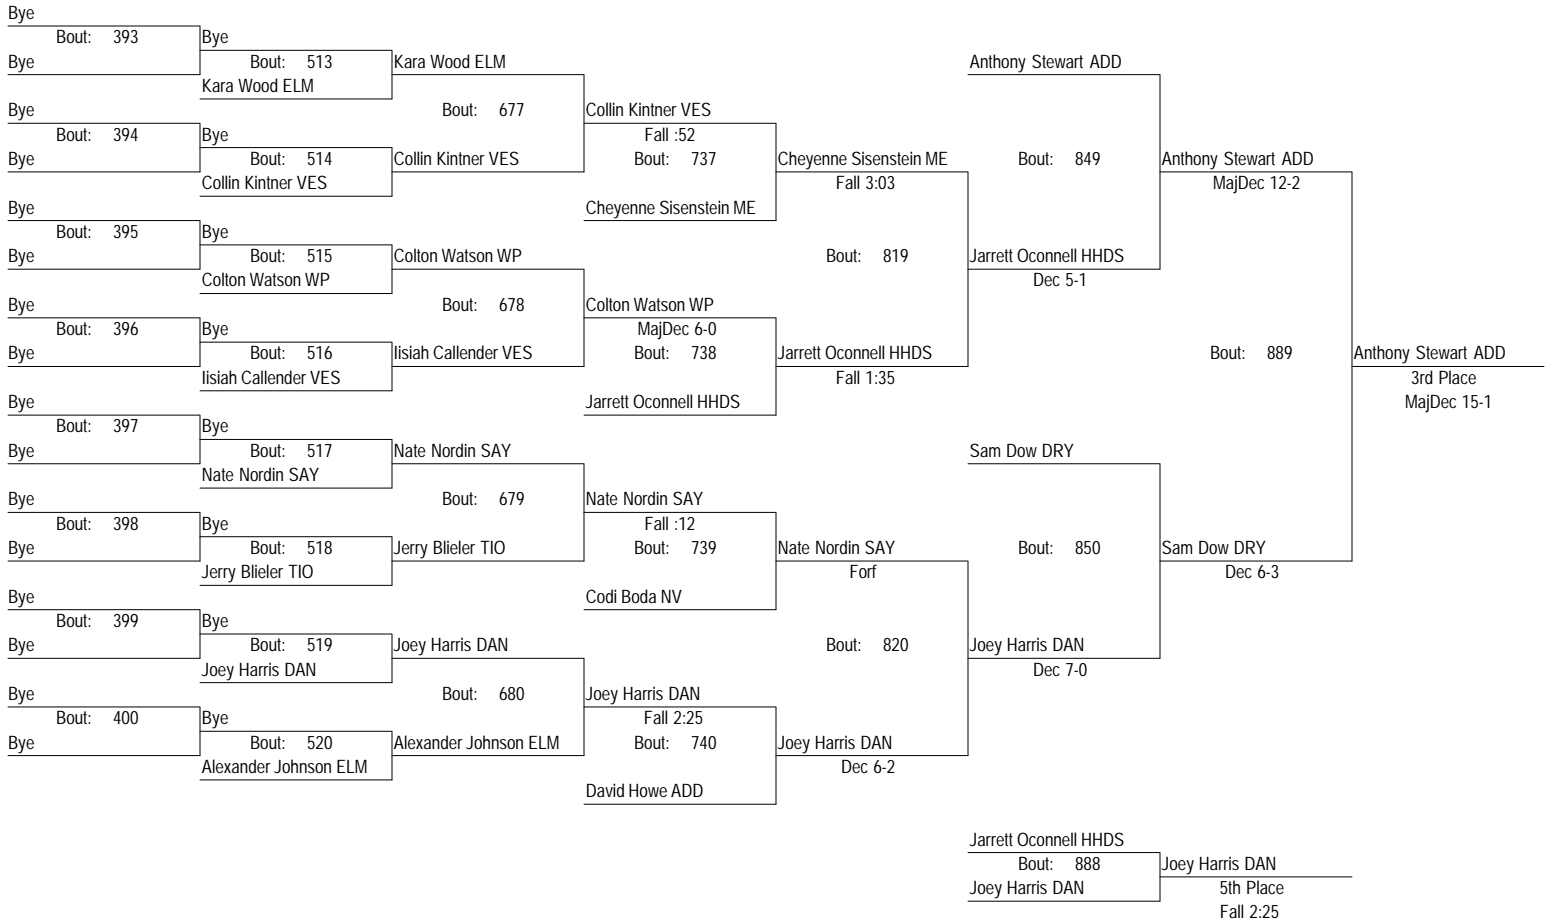 Bye
Bout: 393
Bye
Bye
Bout: 513
Kara Wood ELM
Kara Wood ELM
Bout: 677
Bye
Bout: 394
Bye
Bye
Bout: 514
Collin Kintner VES
Collin Kintner VES
Collin Kintner VES
Fall :52
Bout: 737
Cheyenne Sisenstein ME
Cheyenne Sisenstein ME
Fall 3:03
Bye
Bout: 395
Bye
Bye
Bout: 515
Colton Watson WP
Colton Watson WP
Bout: 678
Bye
Bout: 396
Bye
Bye
Bout: 516
Iisiah Callender VES
Iisiah Callender VES
Colton Watson WP
MajDec 6-0
Bout: 738
Jarrett Oconnell HHDS
Jarrett Oconnell HHDS
Fall 1:35
Bout: 819
Anthony Stewart ADD
Bout: 849
Jarrett Oconnell HHDS
Dec 5-1
Anthony Stewart ADD
MajDec 12-2
Bye
Bout: 397
Bye
Bye
Bout: 517
Nate Nordin SAY
Nate Nordin SAY
Bout: 679
Bye
Bout: 398
Bye
Bye
Bout: 518
Jerry Blieler TIO
Jerry Blieler TIO
Nate Nordin SAY
Fall :12
Bout: 739
Codi Boda NV
Nate Nordin SAY
Forf
Bye
Bout: 399
Bye
Bye
Bout: 519
Joey Harris DAN
Joey Harris DAN
Bout: 680
Bye
Bout: 400
Bye
Bye
Bout: 520
Alexander Johnson ELM
Alexander Johnson ELM
Joey Harris DAN
Fall 2:25
Bout: 740
David Howe ADD
Joey Harris DAN
Dec 6-2
Bout: 820
Sam Dow DRY
Bout: 850
Joey Harris DAN
Dec 7-0
Sam Dow DRY
Dec 6-3
Bout: 889
Anthony Stewart ADD
3rd Place
MajDec 15-1
Jarrett Oconnell HHDS
Bout: 888
Joey Harris DAN
Joey Harris DAN
5th Place
Fall 2:25